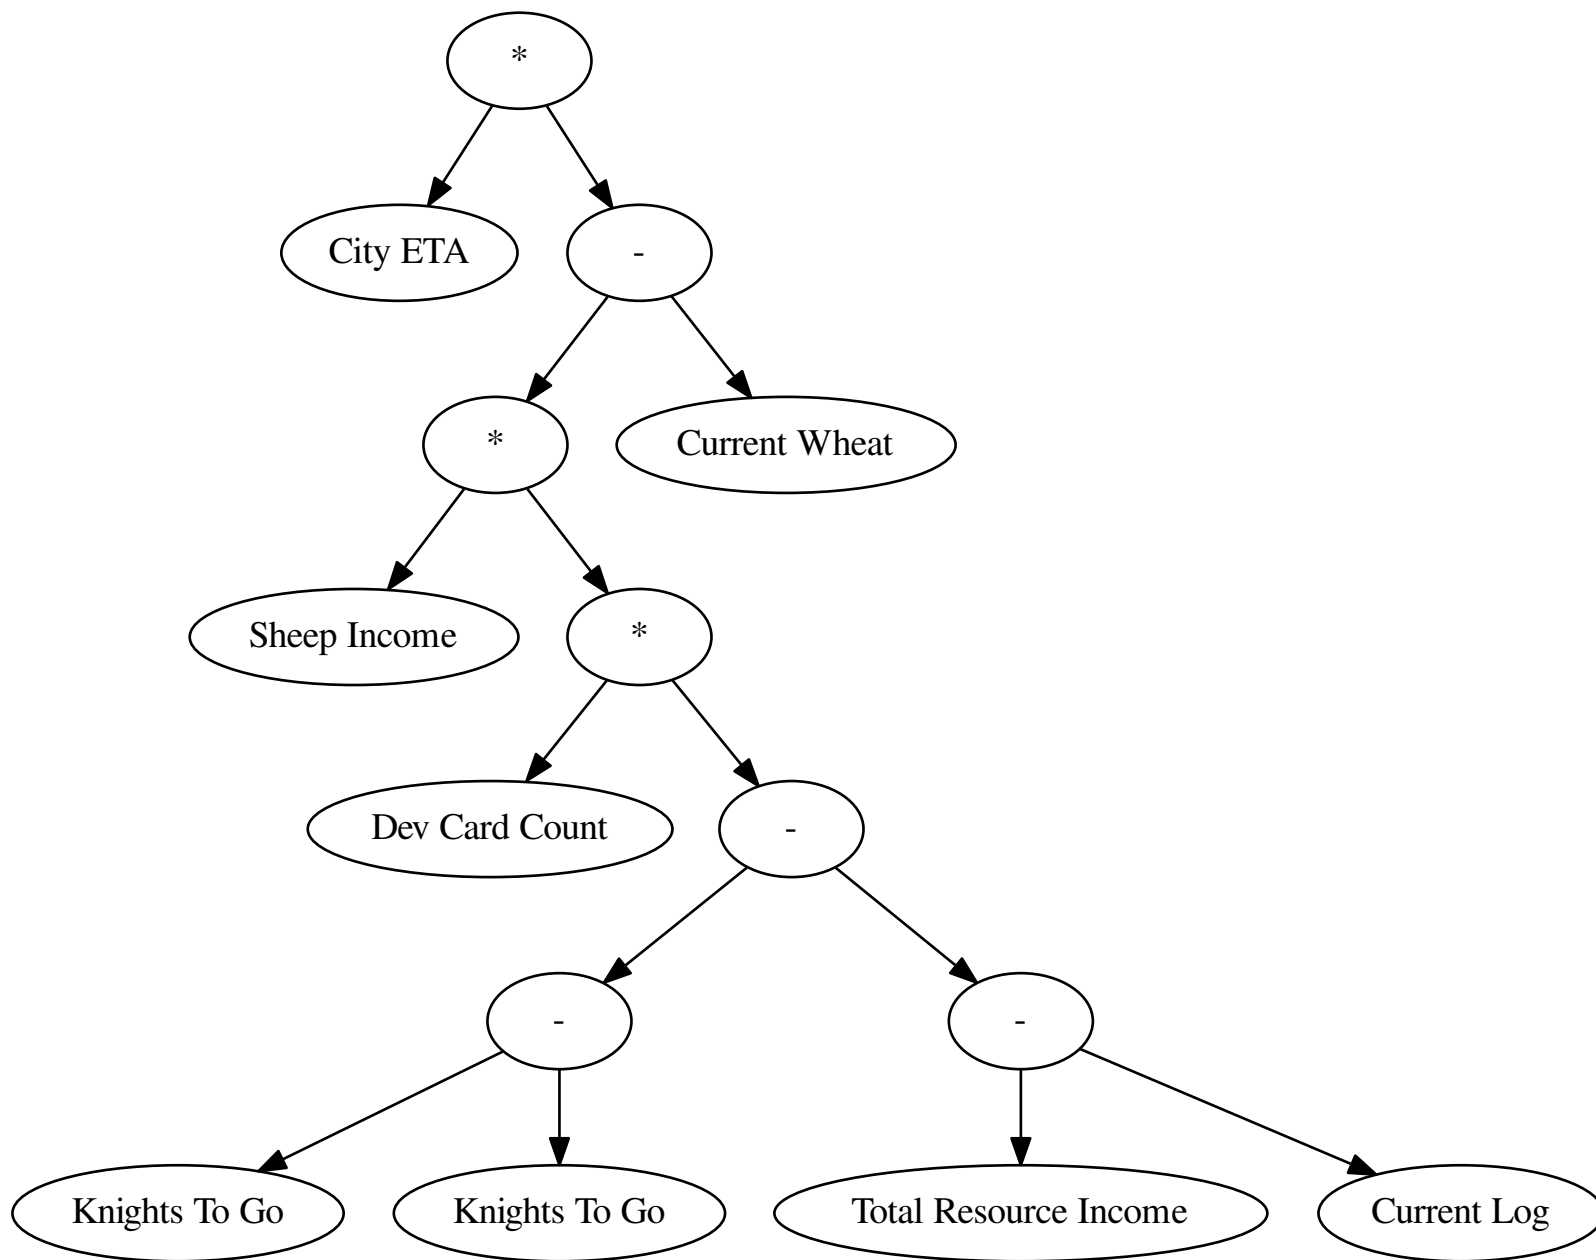 *
City ETA
-
*
Current Wheat
Sheep Income
*
Dev Card Count
-
-
-
Knights To Go
Knights To Go
Total Resource Income
Current Log